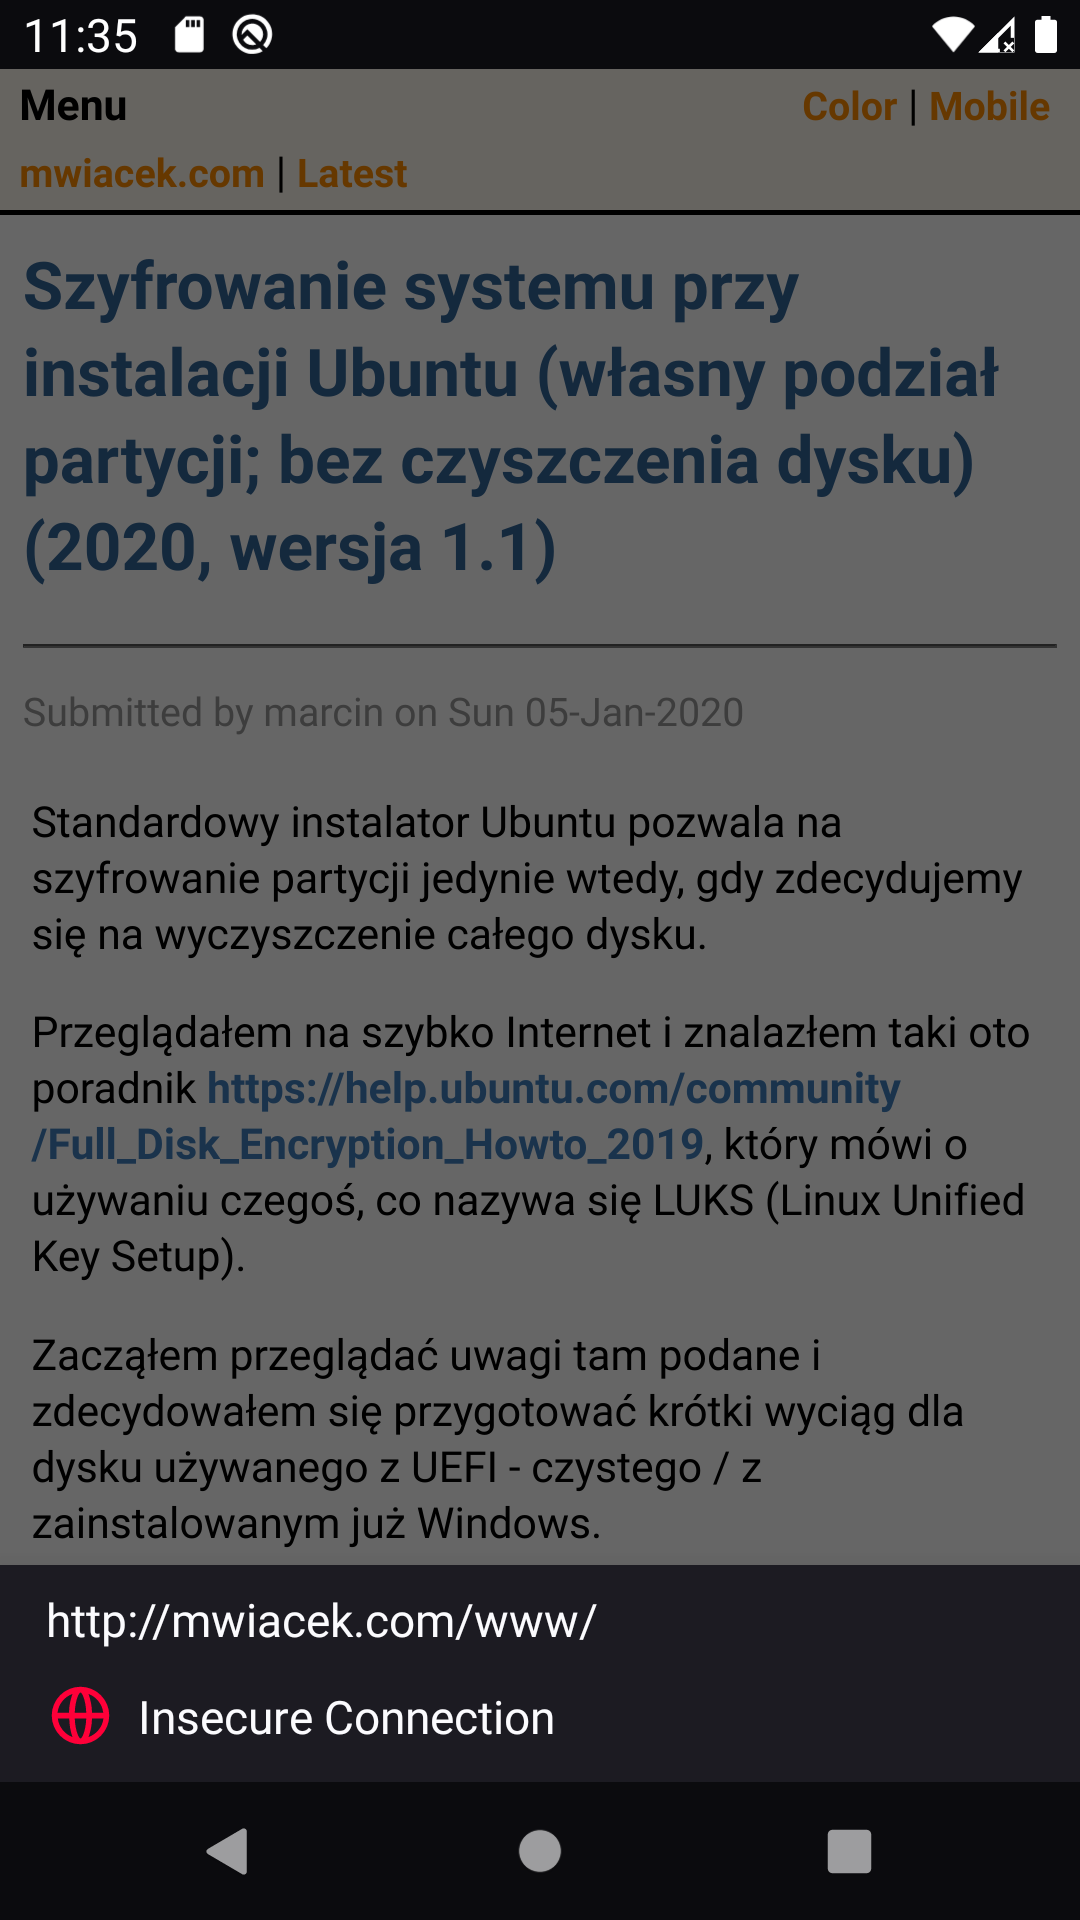 11:35
Menu Color | Mobile
mwiacek.com | Latest
Szyfrowanie systemu przy
instalacji Ubuntu (własny podział
partycji; bez czyszczenia dysku)
(2020, wersja 1.1)
Submitted by marcin on Sun 05-Jan-2020
Standardowy instalator Ubuntu pozwala na
szyfrowanie partycji jedynie wtedy, gdy zdecydujemy
się na wyczyszczenie całego dysku.
Przeglądałem na szybko Internet i znalazłem taki oto
poradnik https://help.ubuntu.com/community
/Full_Disk_Encryption_Howto_2019, który mówi o
używaniu czegoś, co nazywa się LUKS (Linux Unified
Key Setup).
Zacząłem przeglądać uwagi tam podane i
zdecydowałem się przygotować krótki wyciąg dla
dysku używanego z UEFI - czystego / z
zainstalowanym już Windows.
http://mwiacek.com/www/
Insecure Connection